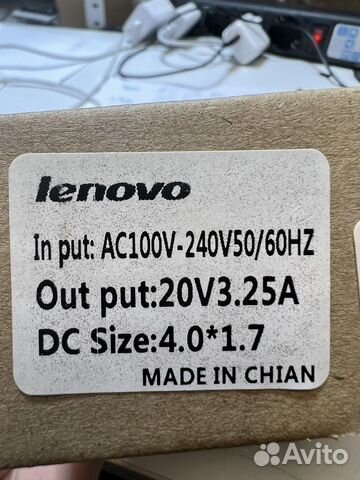 lenovo
In put: AC100V-240V50/60HZ
Out put:20V3.25A
DC Size:4.0*1.7
MADE IN CHIAN
Avito